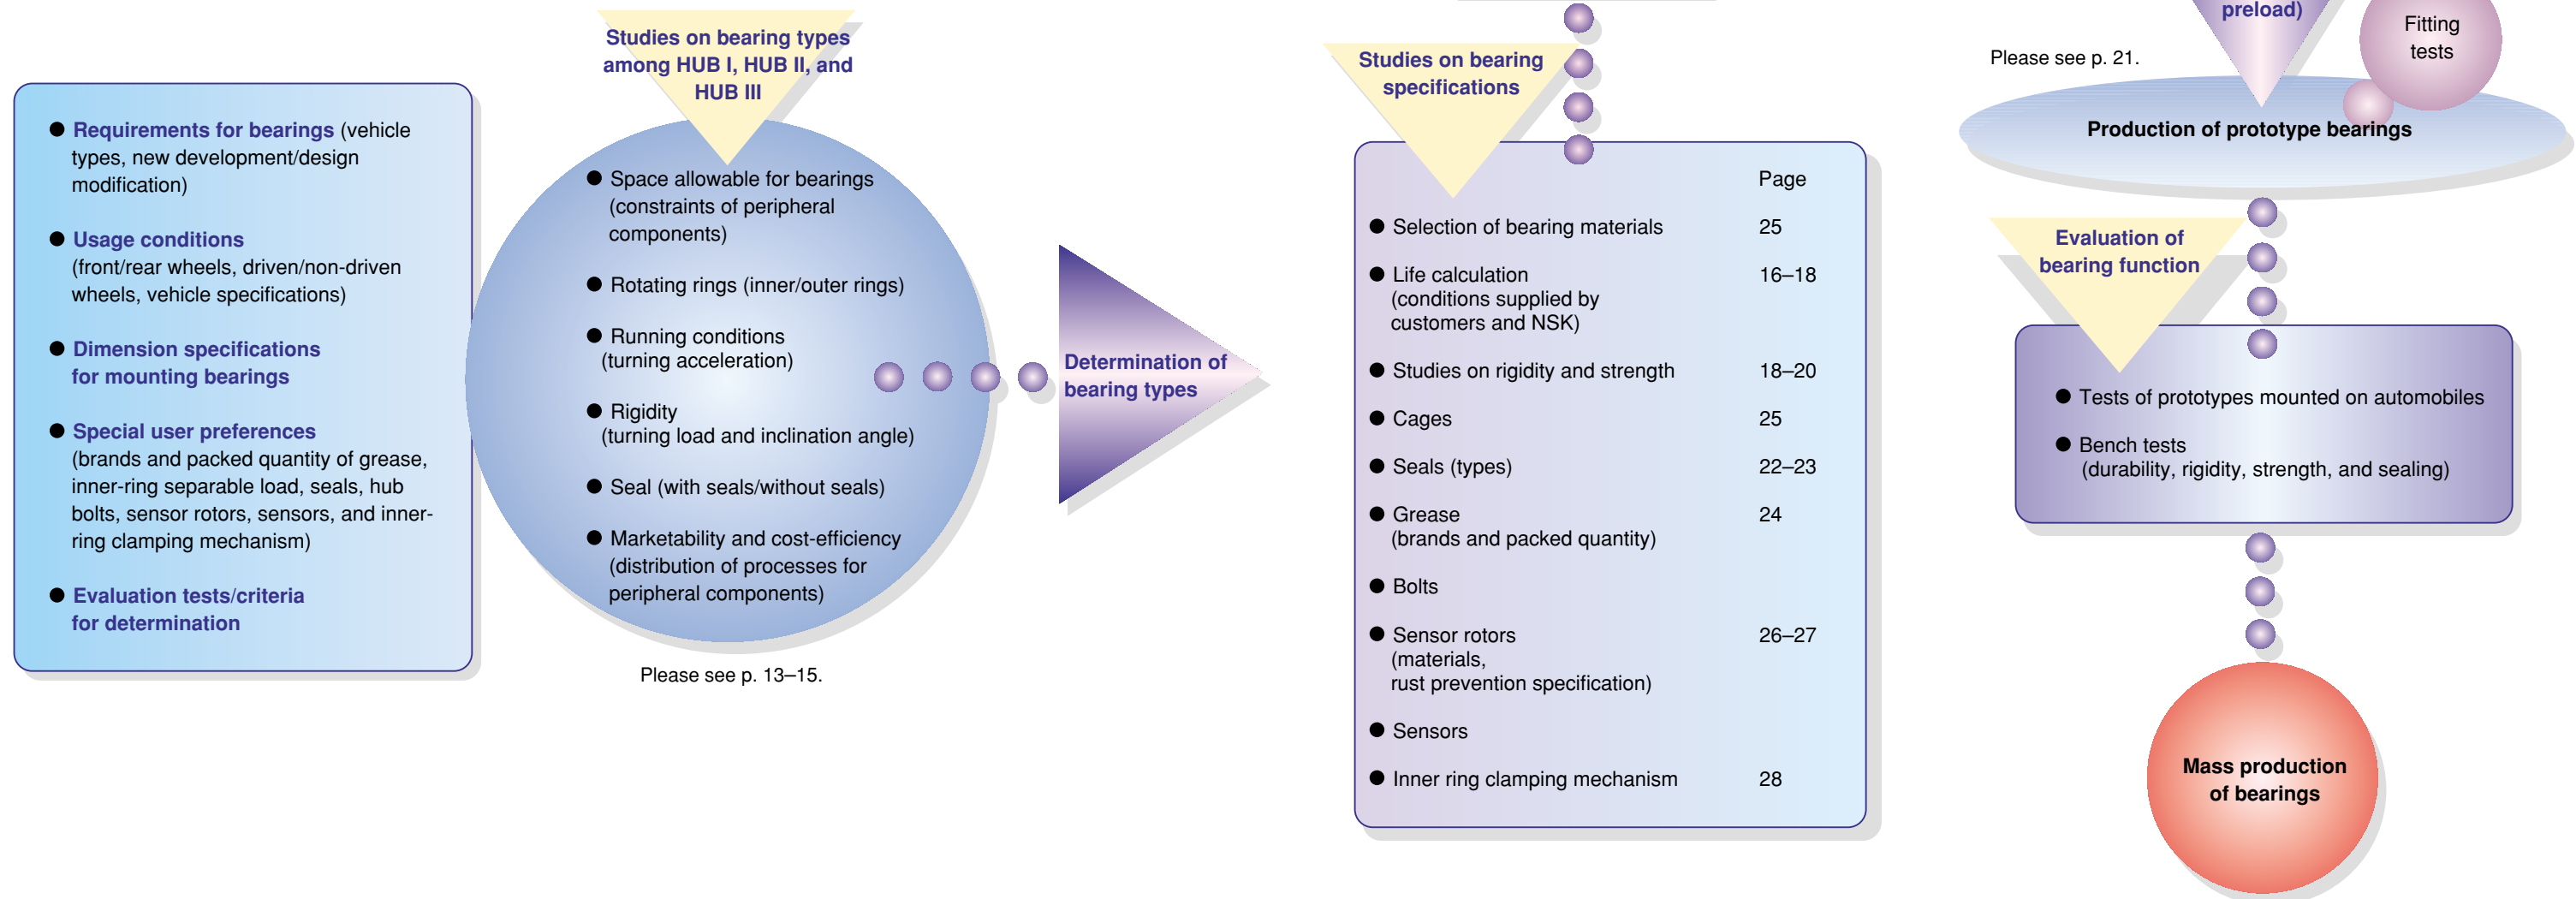 ● Requirements for bearings (vehicle
types, new development/design
modification)
● Usage conditions
(front/rear wheels, driven/non-driven
wheels, vehicle specifications)
● Dimension specifications
for mounting bearings
● Special user preferences
(brands and packed quantity of grease,
inner-ring separable load, seals, hub
bolts, sensor rotors, sensors, and inner-
ring clamping mechanism)
● Evaluation tests/criteria
for determination
Studies on bearing types
among HUB I, HUB II, and
HUB III
● Space allowable for bearings
(constraints of peripheral
components)
● Rotating rings (inner/outer rings)
● Running conditions
(turning acceleration)
● Rigidity
(turning load and inclination angle)
● Seal (with seals/without seals)
● Marketability and cost-efficiency
(distribution of processes for
peripheral components)
Please see p. 13–15.
Determination of
bearing types
Studies on bearing
specifications
Page
● Selection of bearing materials 25
● Life calculation 16–18
(conditions supplied by
customers and NSK)
● Studies on rigidity and strength 18–20
● Cages 25
● Seals (types) 22–23
● Grease 24
(brands and packed quantity)
● Bolts
● Sensor rotors 26–27
(materials,
rust prevention specification)
● Sensors
● Inner ring clamping mechanism 28
preload)
Fitting
tests
Please see p. 21.
Production of prototype bearings
Evaluation of
bearing function
● Tests of prototypes mounted on automobiles
● Bench tests
(durability, rigidity, strength, and sealing)
Mass production
of bearings